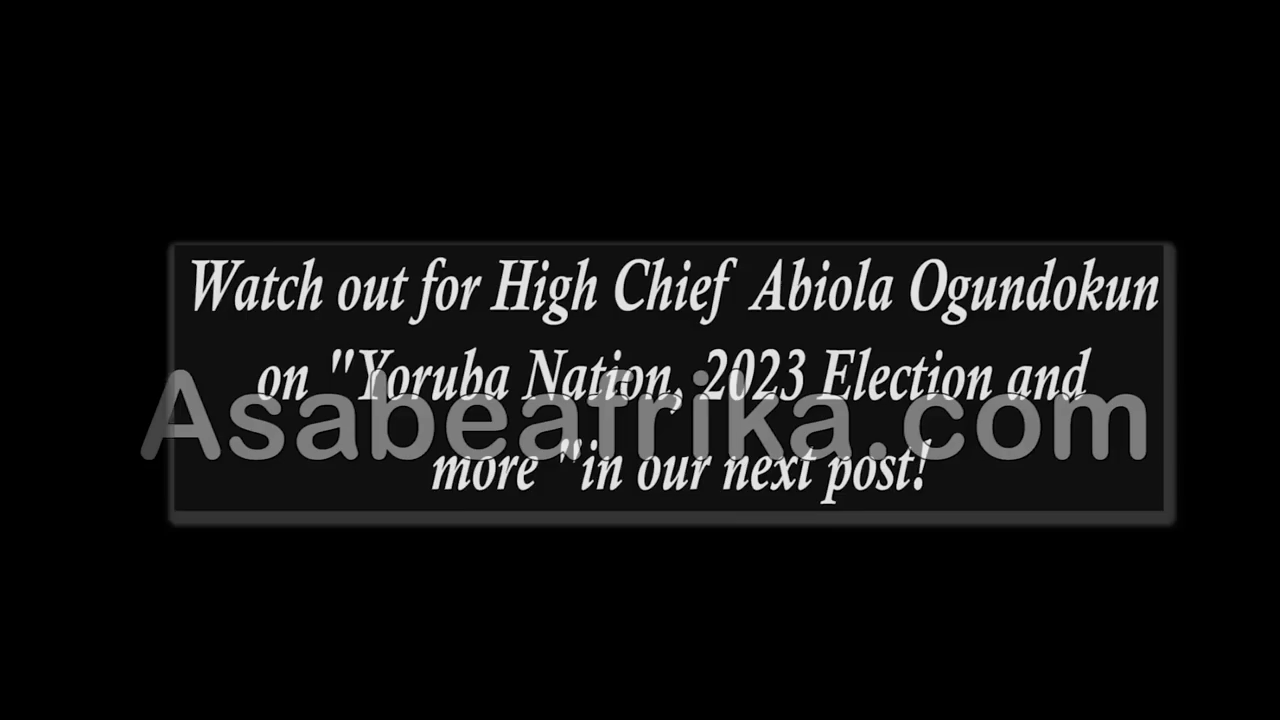 Watch out for High Chief Abiola Ogundokun
on "Yoruba Nation, 2023 Election and
Asabeafrika.com
more "in our next post!